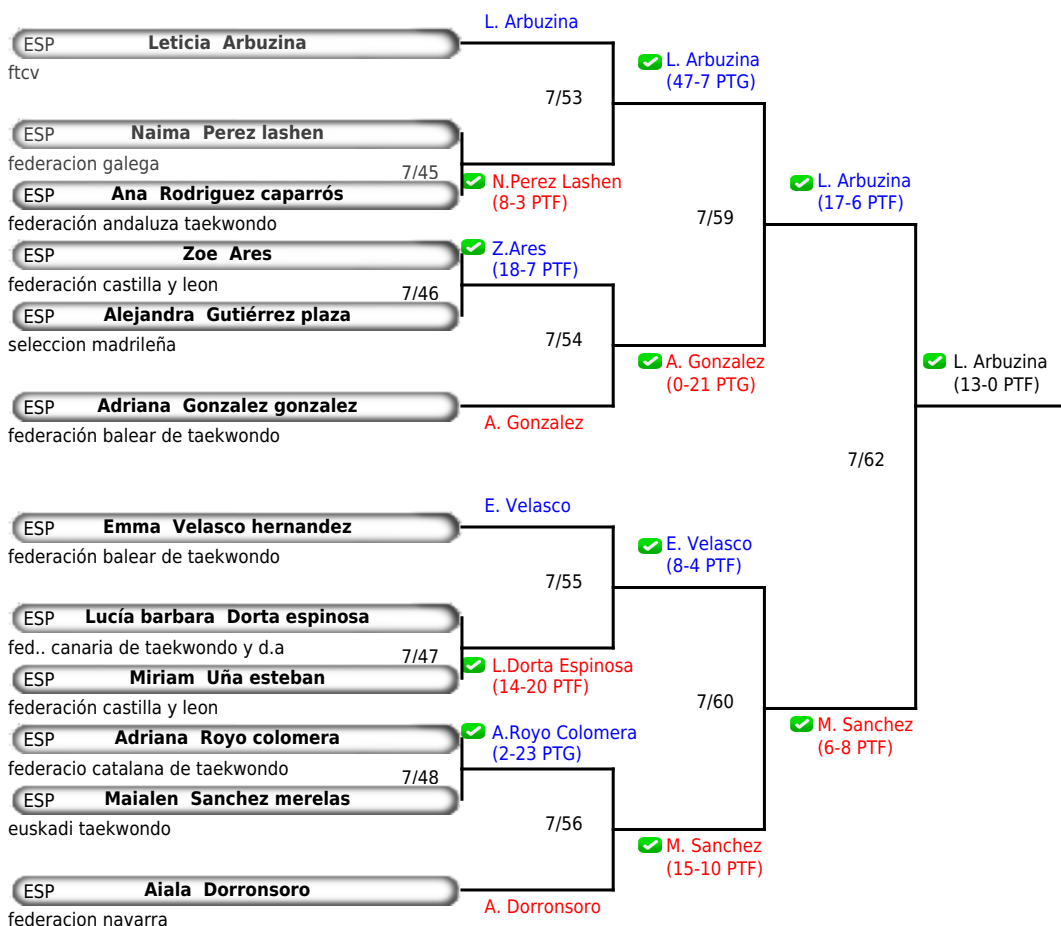 L. Arbuzina
ESP Leticia Arbuzina
ftcv
L. Arbuzina
(47-7 PTG)
7/53
ESP Naima Perez lashen
federacion galega
7/45
N.Perez Lashen
(8-3 PTF)
ESP Ana Rodriguez caparrós
federación andaluza taekwondo
L. Arbuzina
(17-6 PTF)
7/59
ESP Zoe Ares
federación castilla y leon
Z.Ares
(18-7 PTF)
7/46
ESP Alejandra Gutiérrez plaza
seleccion madrileña
7/54
A. Gonzalez
(0-21 PTG)
L. Arbuzina
(13-0 PTF)
ESP Adriana Gonzalez gonzalez
federación balear de taekwondo
A. Gonzalez
7/62
E. Velasco
ESP Emma Velasco hernandez
federación balear de taekwondo
E. Velasco
(8-4 PTF)
7/55
ESP Lucía barbara Dorta espinosa
fed.. canaria de taekwondo y d.a
7/47
L.Dorta Espinosa
(14-20 PTF)
ESP Miriam Uña esteban
federación castilla y leon
7/60
M. Sanchez
(6-8 PTF)
ESP Adriana Royo colomera
federacio catalana de taekwondo
A.Royo Colomera
(2-23 PTG)
7/48
ESP Maialen Sanchez merelas
euskadi taekwondo
7/56
M. Sanchez
(15-10 PTF)
ESP Aiala Dorronsoro
federacion navarra
A. Dorronsoro